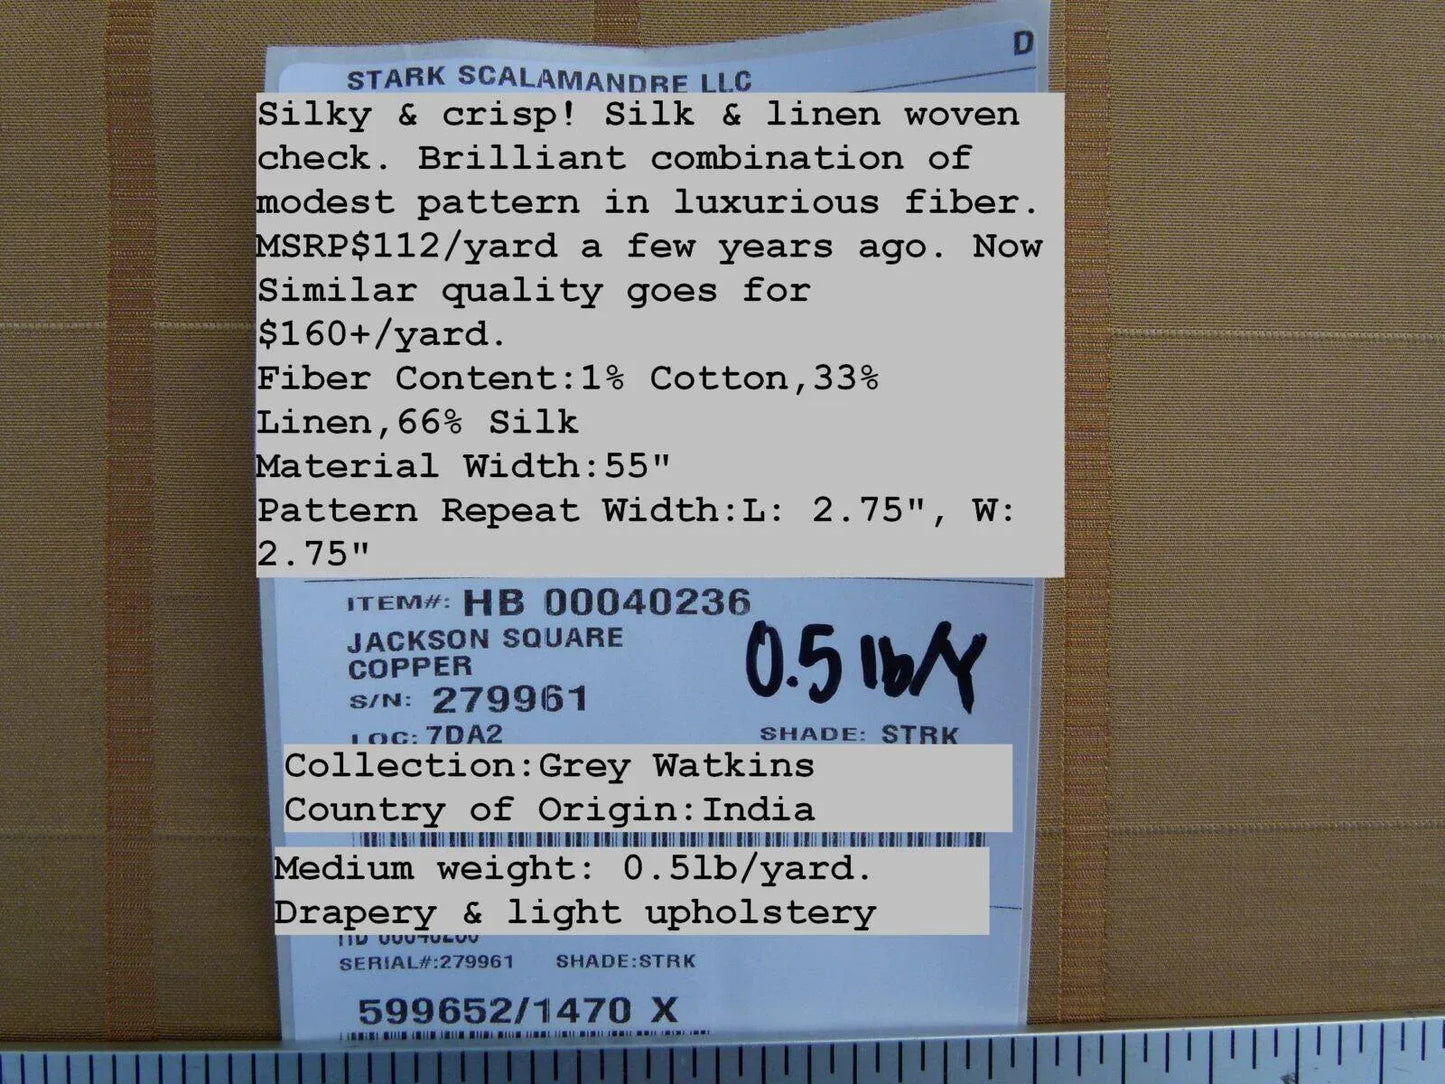 D
STARK SCALAMANDRE LLC
Silky & crisp! Silk & linen woven
check. Brilliant combination of
modest pattern in luxurious fiber.
MSRP$112/yard a few years ago. Now
Similar quality goes for
$160+/yard.
Fiber Content:1% Cotton,33%
Linen,66% Silk
Material Width:55"
Pattern Repeat Width:L: 2.75", W:
2.75"
ITEM#: HB 00040236
JACKSON SQUARE
COPPER
0.5 lb/Y
S/N: 279961
LOC: 7DA2 SHADE: STRK
Collection:Grey Watkins
Country of Origin:India
Medium weight: 0.5lb/yard.
Drapery & light upholstery
SERIAL#:279961 SHADE:STRK
599652/1470 X